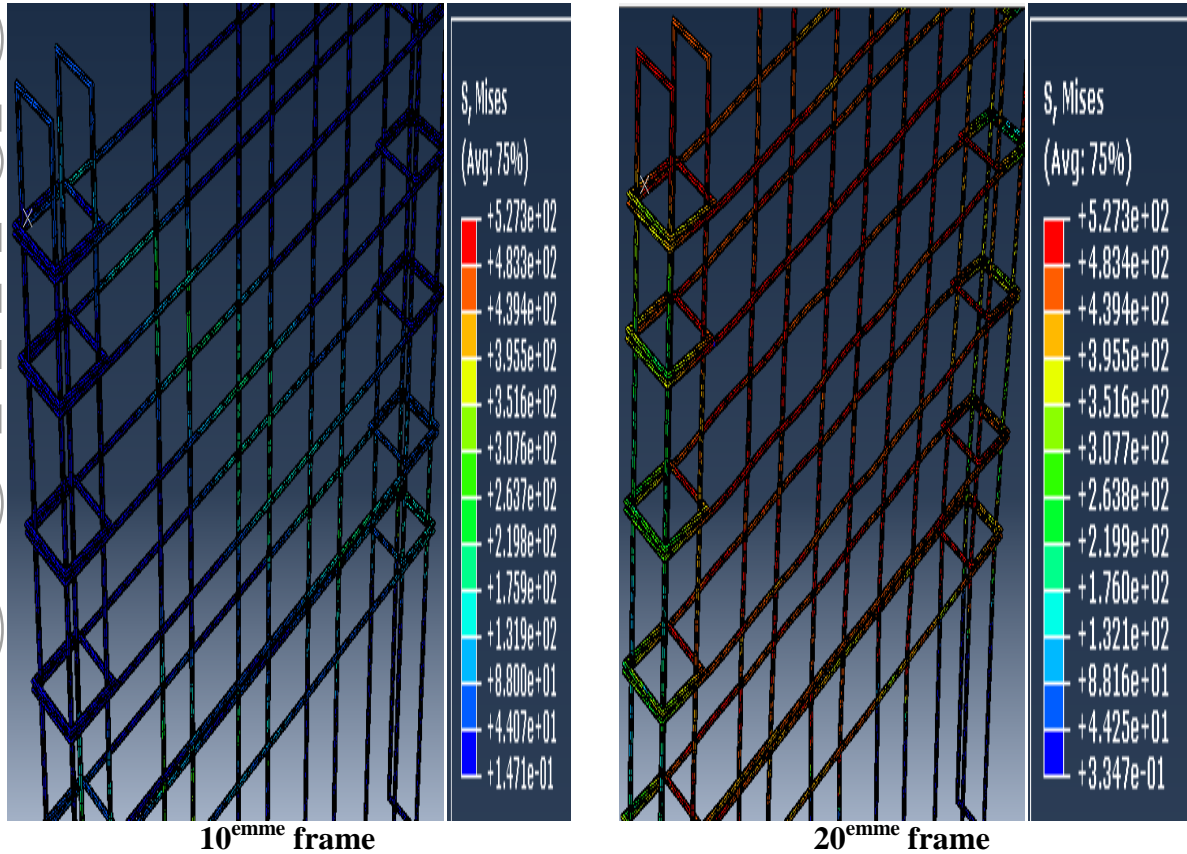 S, Mises
(Avg: 75%)
+5.273e+02
+4.833e+02
+4.394e+02
+3.955e+02
+3.516e+02
+3.076e+02
+2.637e+02
+2.198e+02
+1.759e+02
+1.319e+02
+8.800e+01
+4.407e+01
+1.471e-01
10emme frame
S, Mises
(Avg: 75%)
+5.273e+02
+4.834e+02
+4.394e+02
+3.955e+02
+3.516e+02
+3.077e+02
+2.638e+02
+2.199e+02
+1.760e+02
+1.321e+02
+8.816e+01
+4.425e+01
+3.347e-01
20emme frame